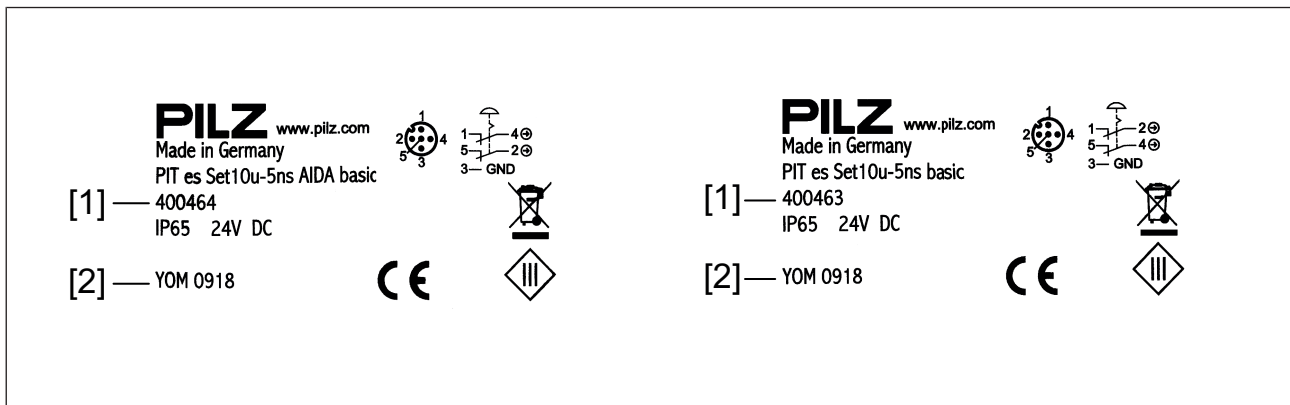 PILZ www.pilz.com
Made in Germany
PIT es Set10u-5ns AIDA basic
[1] 400464
IP65 24V DC
[2] YOM 0918
CE
1
2 4
5 3
1 4
5 2
3 GND
III
PILZ www.pilz.com
Made in Germany
PIT es Set10u-5ns basic
[1] 400463
IP65 24V DC
[2] YOM 0918
CE
1
2 4
5 3
1 2
5 4
3 GND
III